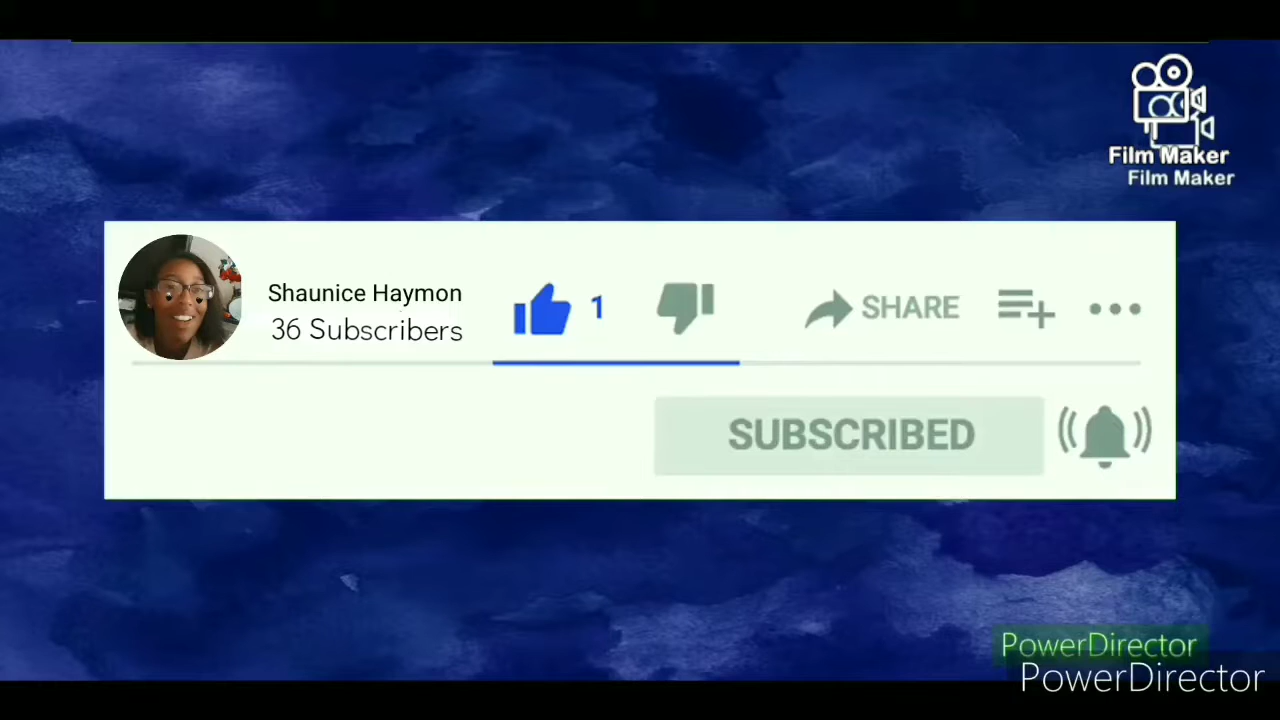 Film Maker
Film Maker
Shaunice Haymon
36 Subscribers
1
SHARE
SUBSCRIBED
PowerDirector
PowerDirector